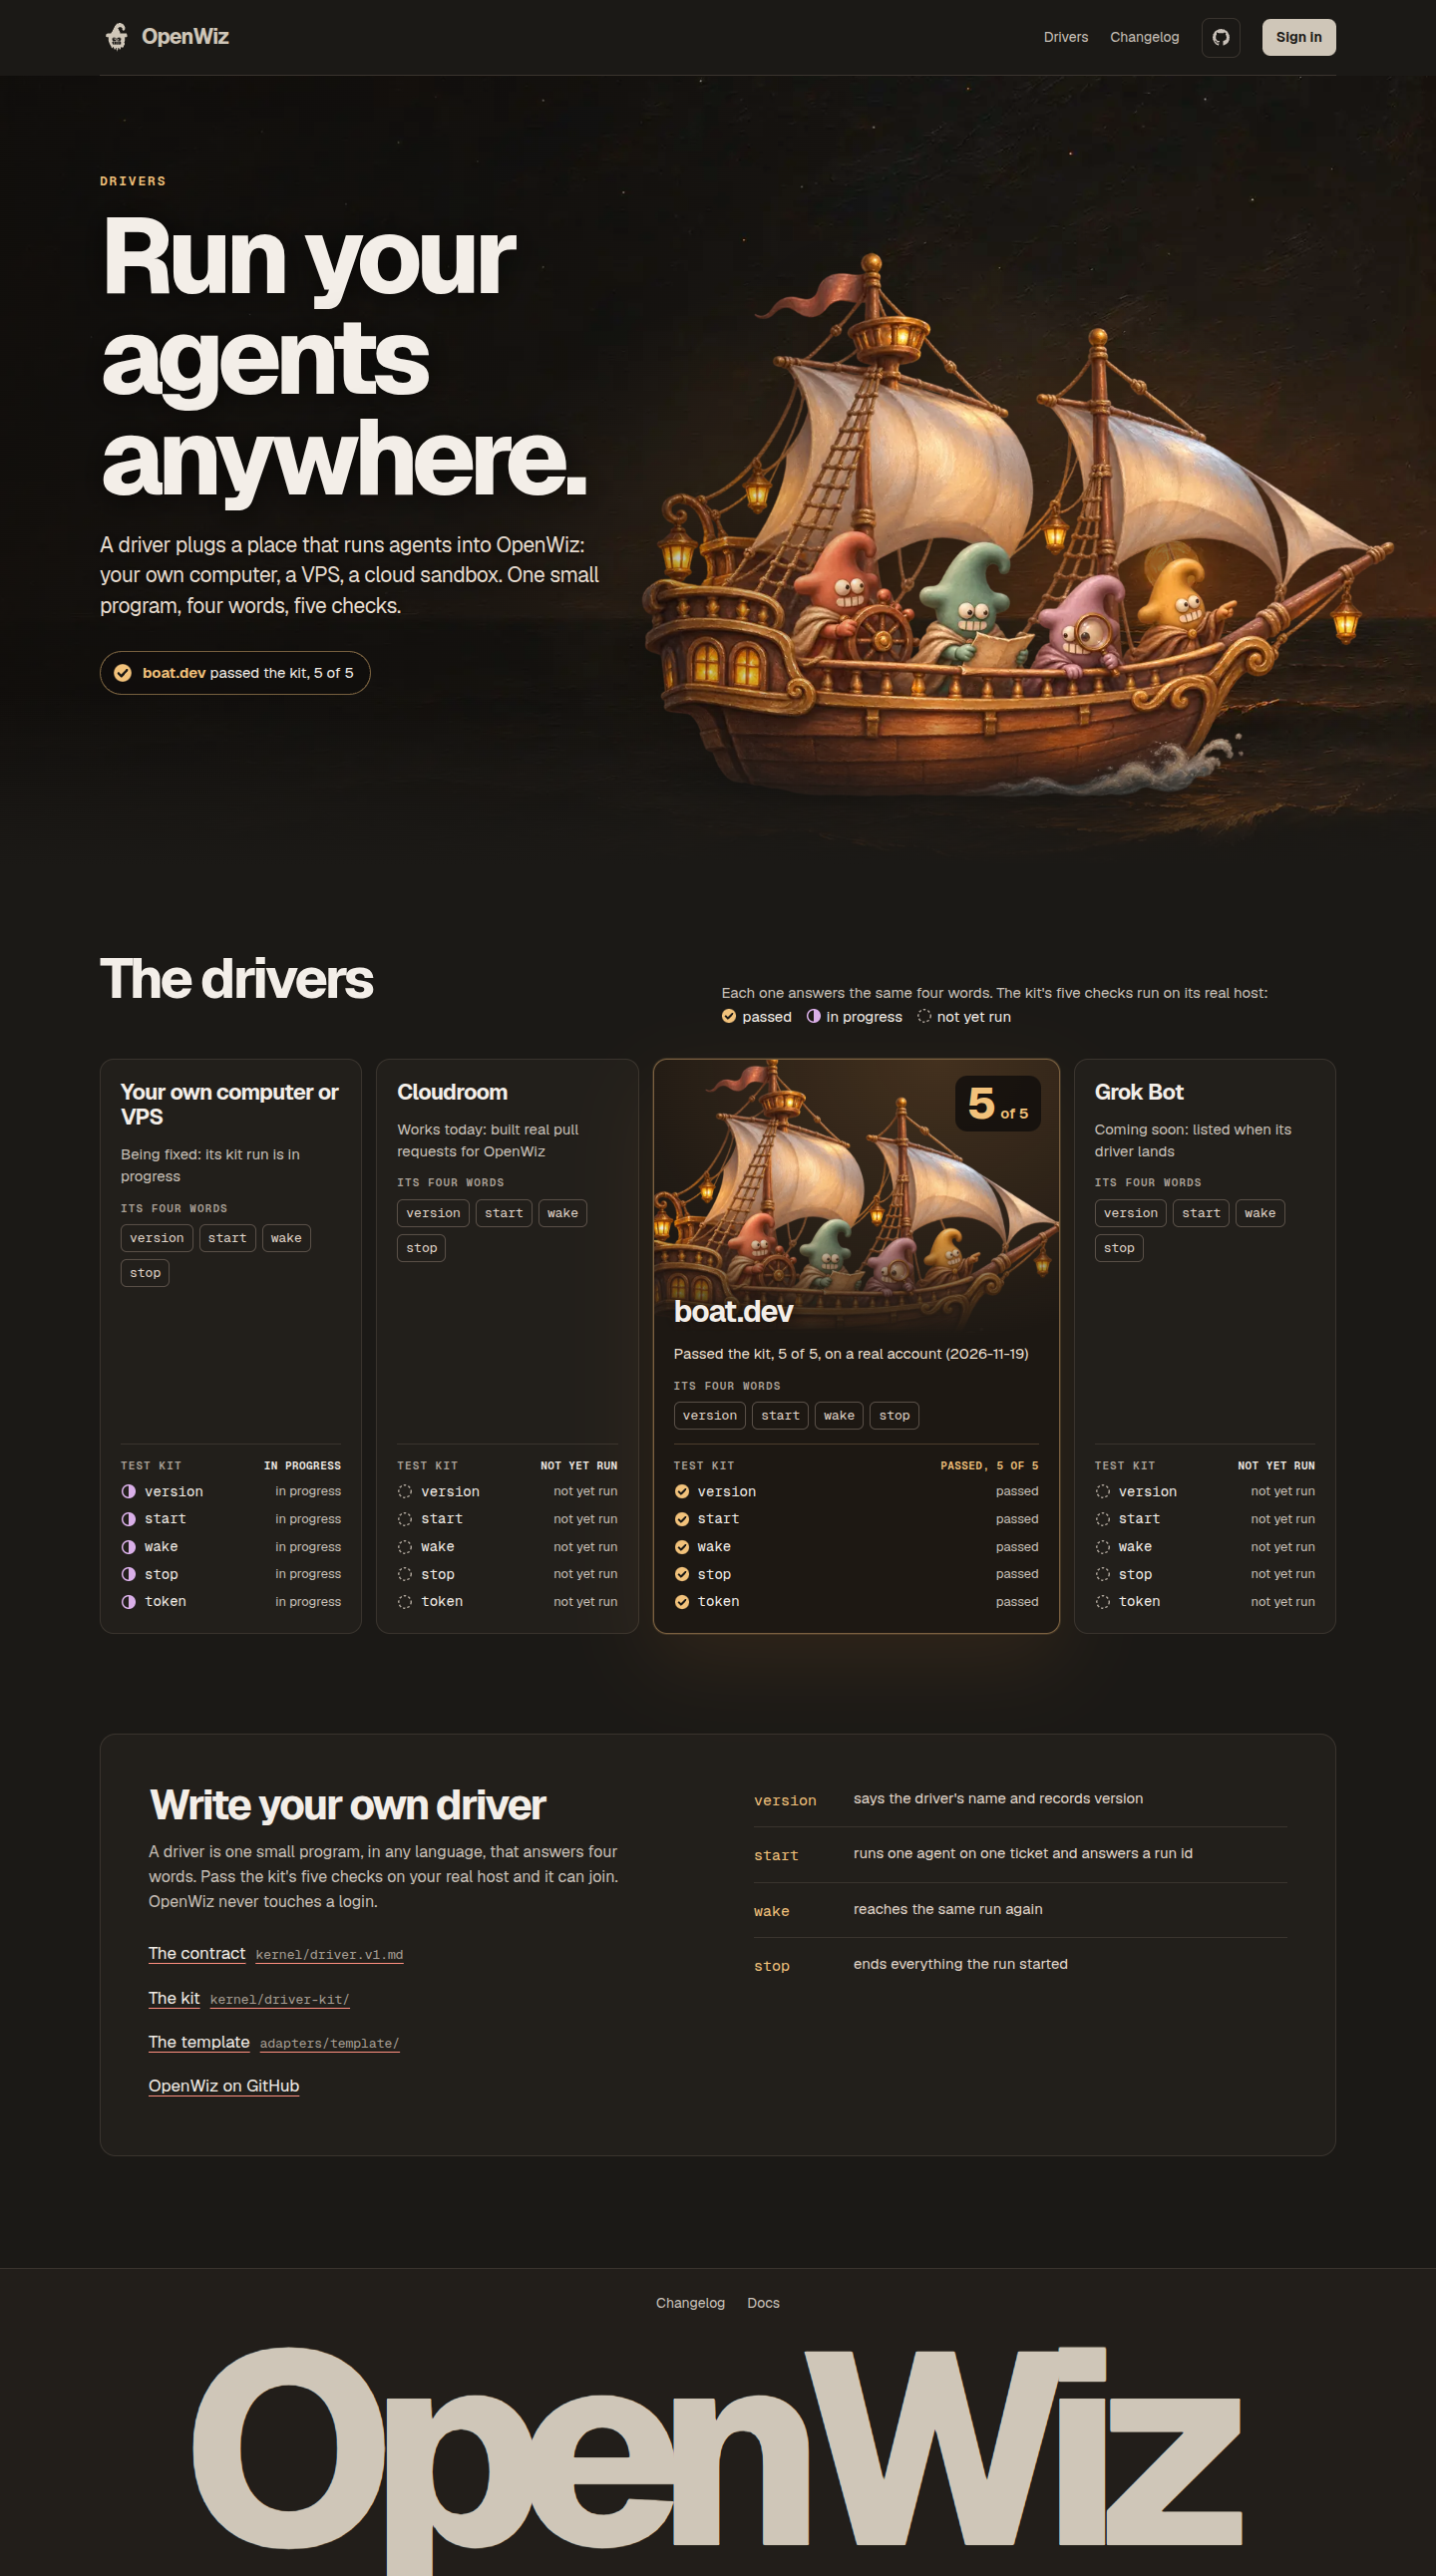 OpenWiz
Drivers
Changelog
Sign in
DRIVERS
Run your
agents
anywhere.
A driver plugs a place that runs agents into OpenWiz:
your own computer, a VPS, a cloud sandbox. One small
program, four words, five checks.
boat.dev passed the kit, 5 of 5
The drivers
Each one answers the same four words. The kit's five checks run on its real host:
passed in progress not yet run
Your own computer or
VPS
Being fixed: its kit run is in
progress
ITS FOUR WORDS
version start wake
stop
TEST KIT IN PROGRESS
version in progress
start in progress
wake in progress
stop in progress
token in progress
Cloudroom
Works today: built real pull
requests for OpenWiz
ITS FOUR WORDS
version start wake
stop
TEST KIT NOT YET RUN
version not yet run
start not yet run
wake not yet run
stop not yet run
token not yet run
5 of 5
boat.dev
Passed the kit, 5 of 5, on a real account (2026-11-19)
ITS FOUR WORDS
version start wake stop
TEST KIT PASSED, 5 OF 5
version passed
start passed
wake passed
stop passed
token passed
Grok Bot
Coming soon: listed when its
driver lands
ITS FOUR WORDS
version start wake
stop
TEST KIT NOT YET RUN
version not yet run
start not yet run
wake not yet run
stop not yet run
token not yet run
Write your own driver
A driver is one small program, in any language, that answers four
words. Pass the kit's five checks on your real host and it can join.
OpenWiz never touches a login.
The contract kernel/driver.v1.md
The kit kernel/driver-kit/
The template adapters/template/
OpenWiz on GitHub
version says the driver's name and records version
start runs one agent on one ticket and answers a run id
wake reaches the same run again
stop ends everything the run started
Changelog Docs
OpenWiz